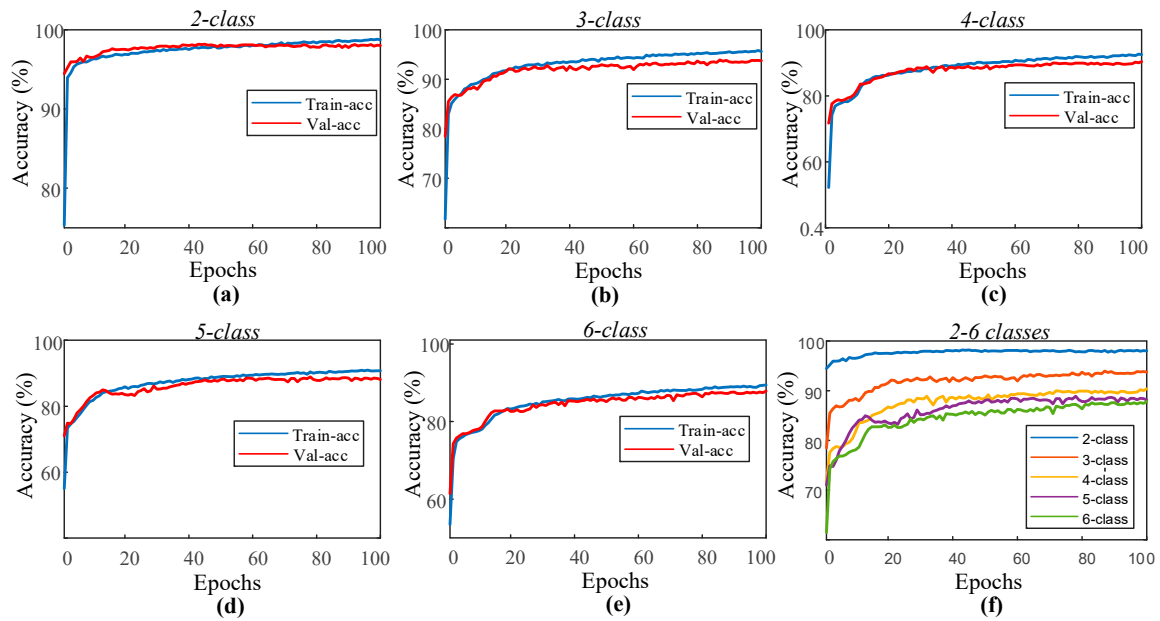 2-class
100
80
Accuracy (%)
Train-acc
Val-acc
0 20 40 60 80 100
Epochs
(a)
3-class
100
90
80
70
Accuracy (%)
Train-acc
Val-acc
0 20 40 60 80 100
Epochs
(b)
4-class
100
80
60
0.4
Accuracy (%)
Train-acc
Val-acc
0 20 40 60 80 100
Epochs
(c)
5-class
100
80
60
Accuracy (%)
Train-acc
Val-acc
0 20 40 60 80 100
Epochs
(d)
6-class
100
80
60
Accuracy (%)
Train-acc
Val-acc
0 20 40 60 80 100
Epochs
(e)
2-6 classes
100
90
80
70
Accuracy (%)
2-class
3-class
4-class
5-class
6-class
0 20 40 60 80 100
Epochs
(f)